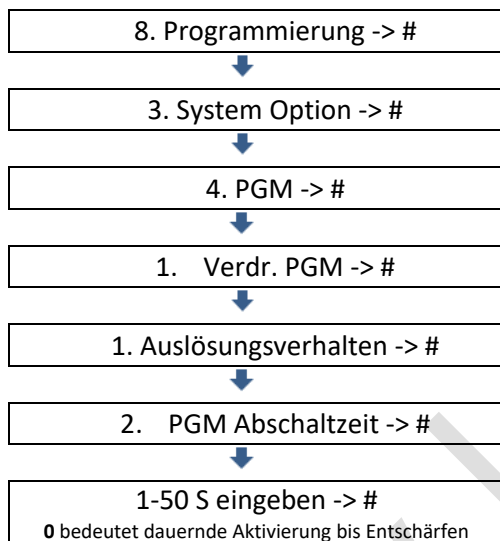 8. Programmierung -> #
3. System Option -> #
4. PGM -> #
1. Verdr. PGM -> #
1. Auslösungsverhalten -> #
2. PGM Abschaltzeit -> #
1-50 S eingeben -> #
0 bedeutet dauernde Aktivierung bis Entschärfen